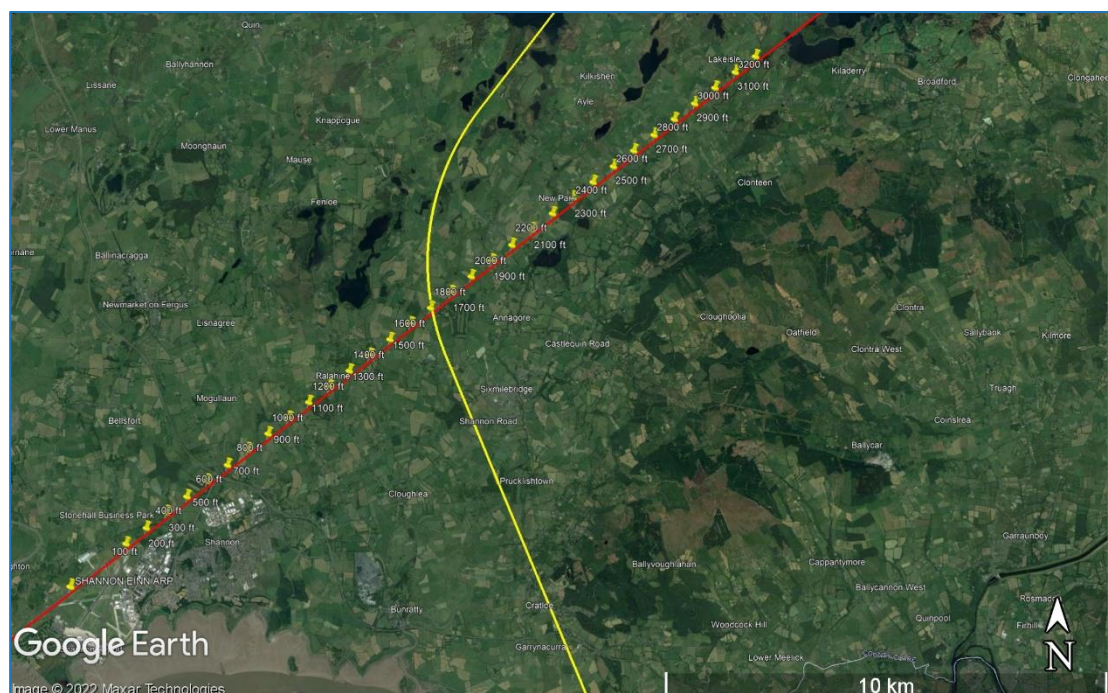 Quin
Lakeisle
Ballyhannon
Kilkishen
Kiladerry
3200 ft
3100 ft
Lissane
Broadford
Ayle
3000 ft
2900 ft
Knappogue
Lower Manus
2800 ft
Moonghaun
2700 ft
Mause
2600 ft
2500 ft
Clonteen
2400 ft
New Park
Fenloe
2300 ft
2200 ft
2100 ft
Ballinacragga
2000 ft
1900 ft
1800 ft
Newmarket on Fergus
1700 ft
Clontra
Annagore
Cloughoolia
Lisnagree
1600 ft
Oatfield
Sallybank
Kilmore
1500 ft
Castlequin Road
Clontra West
1400 ft
Ralahine
1300 ft
1200 ft
Sixmilebridge
Truagh
Mogullaun
1100 ft
1000 ft
Shannon Road
Coinslea
Ballysfort
900 ft
800 ft
Ballycar
700 ft
600 ft
Prucklishtown
Cloughlea
500 ft
400 ft
Stonehall Business Park
300 ft
200 ft
Shannon
100 ft
Garraunboy
Ballyvoughlanan
Cappantymore
SHANNON EINN ARP
Ballycannon West
Cratloe
Bunratty
Quinpool
Woodcock Hill
Google Earth
Garrynacurra
Lower Meelick
N
Image © 2022 Maxar Technologies
10 km